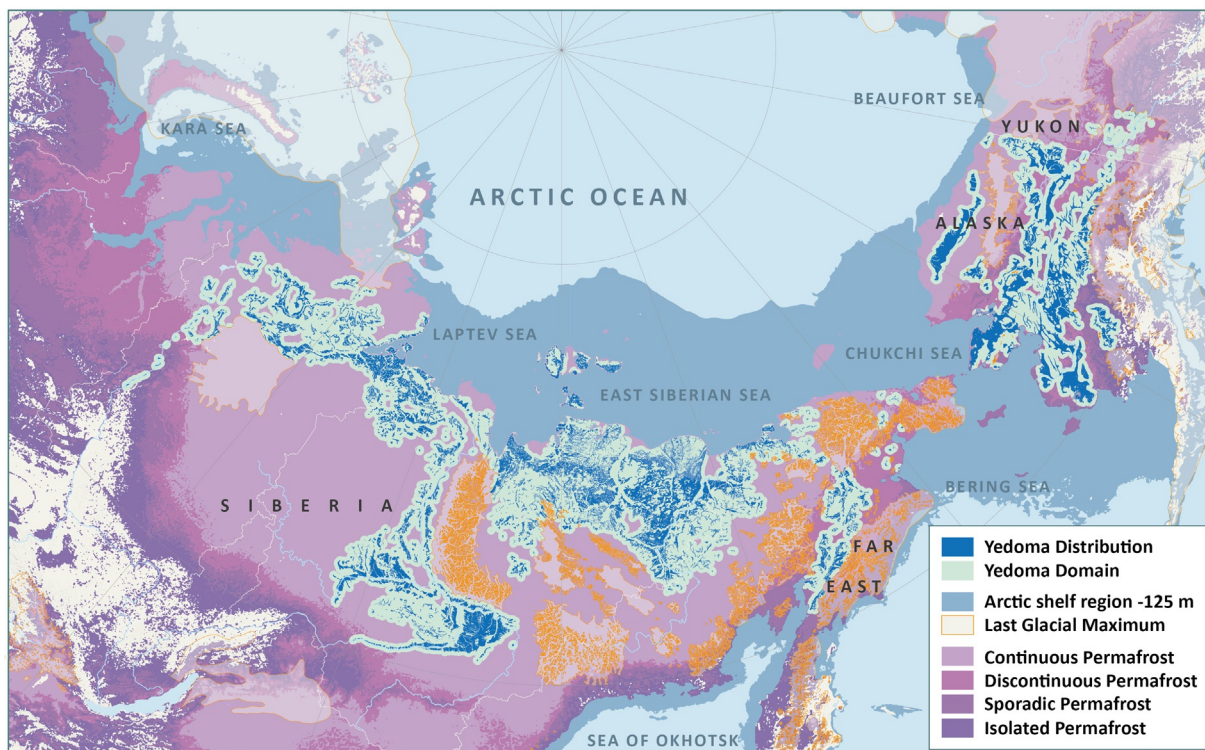 BEAUFORT SEA
YUKON
KARA SEA
ARCTIC OCEAN
ALASKA
LAPTEV SEA
CHUKCHI SEA
EAST SIBERIAN SEA
SIBERIA
BERING SEA
FAR
EAST
SEA OF OKHOTSK
Yedoma Distribution
Yedoma Domain
Arctic shelf region -125 m
Last Glacial Maximum
Continuous Permafrost
Discontinuous Permafrost
Sporadic Permafrost
Isolated Permafrost